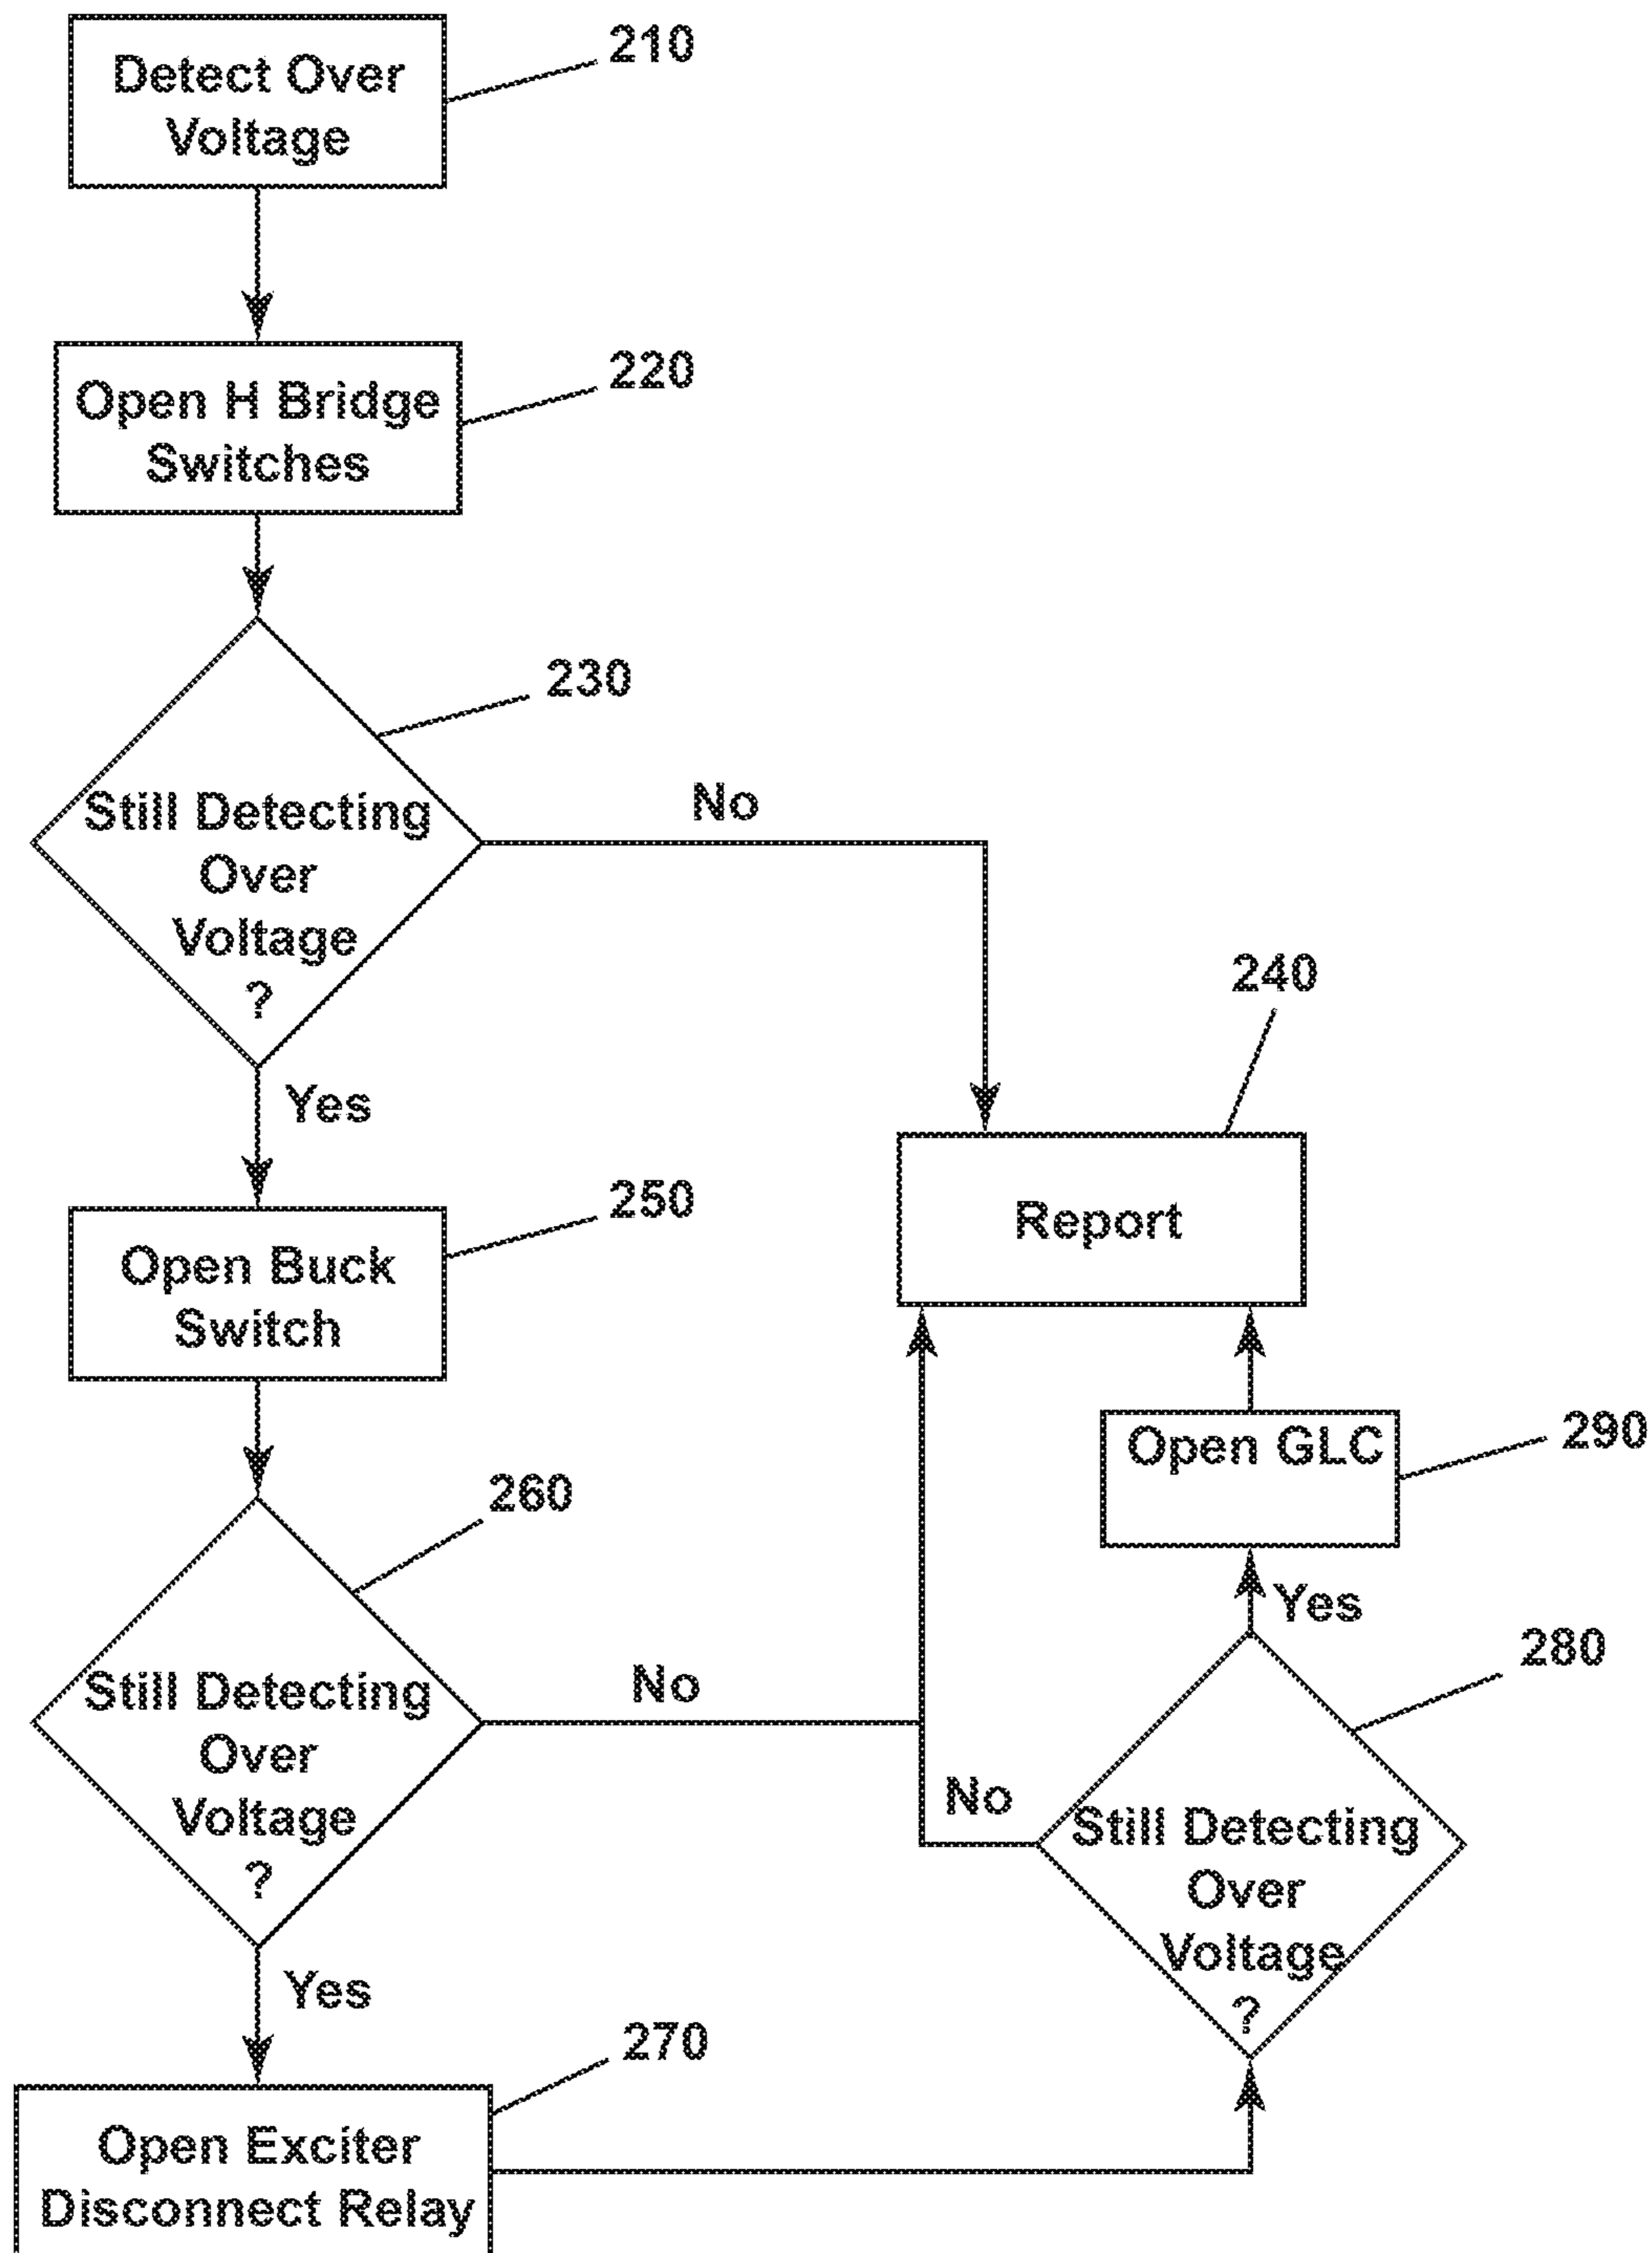 Detect Over
Voltage
210
Open H Bridge
Switches
220
230
Still Detecting
Over
Voltage
?
No
Yes
240
Report
250
Open Buck
Switch
Open GLC
290
260
Yes
280
Still Detecting
Over
Voltage
?
No
No
Still Detecting
Over
Voltage
?
Yes
270
Open Exciter
Disconnect Relay